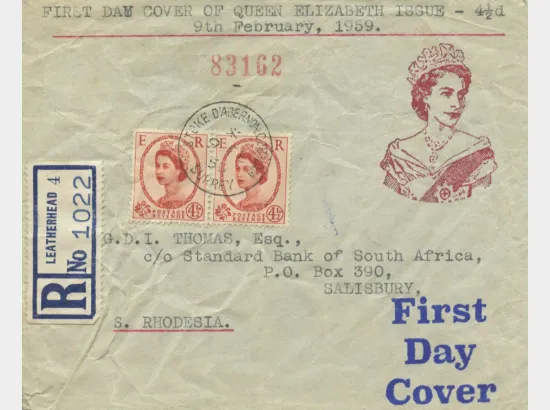 FIRST DAY COVER OF QUEEN ELIZABETH ISSUE - 4½d
9th February, 1959.
83162
STOKE D'ABERNON
SURREY
E R
POSTAGE REVENUE
4½D
E R
POSTAGE REVENUE
4½D
R
LEATHERHEAD 4
No 1022
G.D.I. THOMAS, Esq.,
c/o Standard Bank of South Africa,
P.O. Box 390,
SALISBURY.
S. RHODESIA.
First
Day
Cover